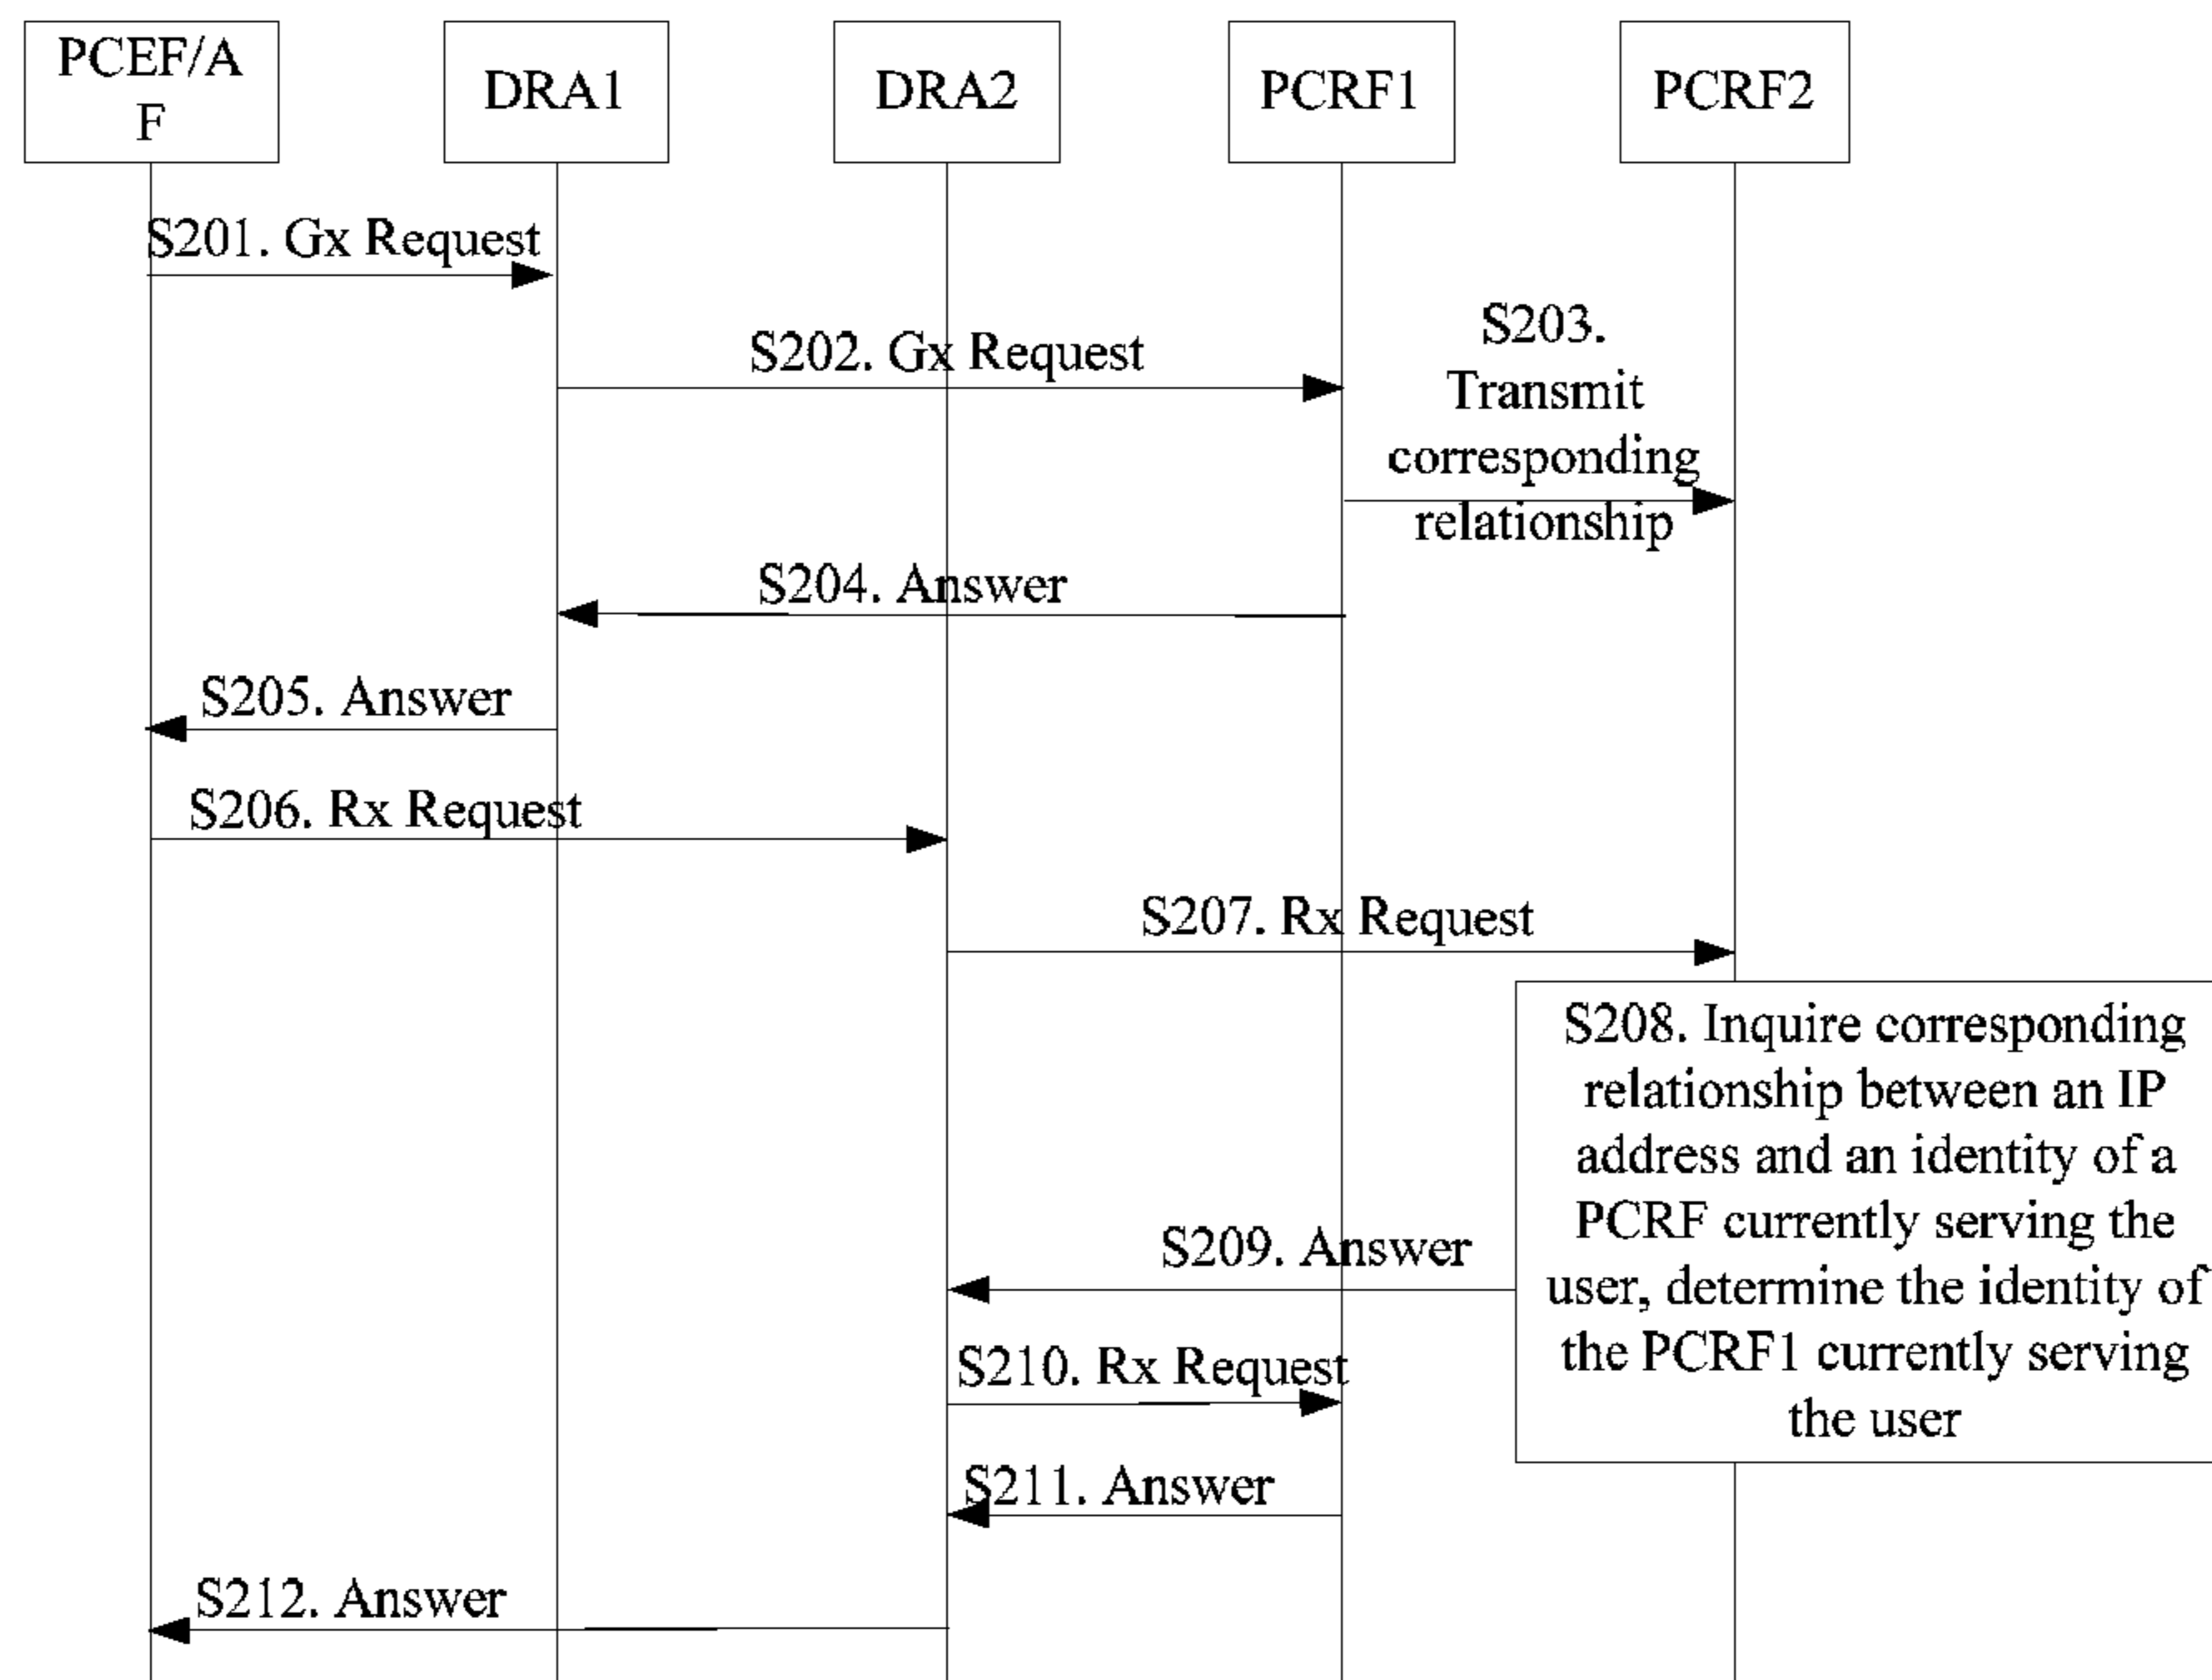 PCEF/A
F
DRA1
DRA2
PCRF1
PCRF2
S201. Gx Request
S202. Gx Request
S203.
Transmit
corresponding
relationship
S204. Answer
S205. Answer
S206. Rx Request
S207. Rx Request
S208. Inquire corresponding
relationship between an IP
address and an identity of a
PCRF currently serving the
user, determine the identity of
the PCRF1 currently serving
the user
S209. Answer
S210. Rx Request
S211. Answer
S212. Answer